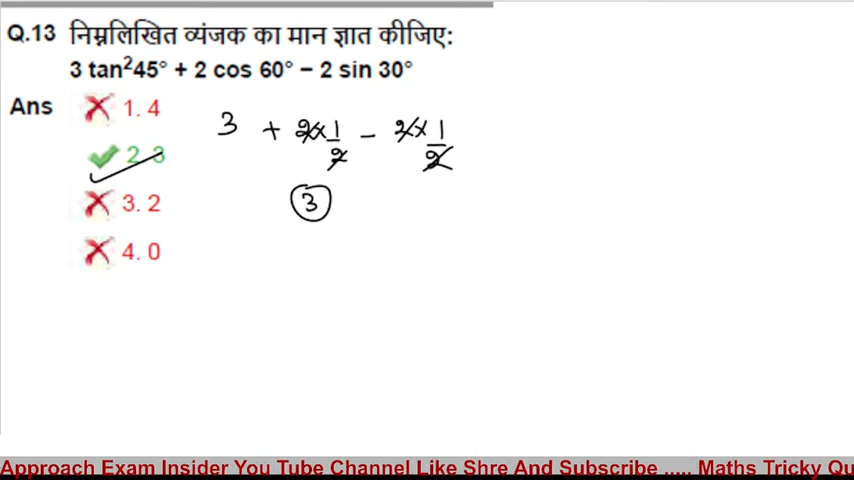 Q.13 निम्नलिखित व्यंजक का मान ज्ञात कीजिए:
3 tan²45° + 2 cos 60° − 2 sin 30°
Ans 1. 4
2. 3
3. 2
4. 0
3 + 2×1/2 − 2×1/2
3
Approach Exam Insider You Tube Channel Like Shre And Subscribe ..... Maths Tricky Qu